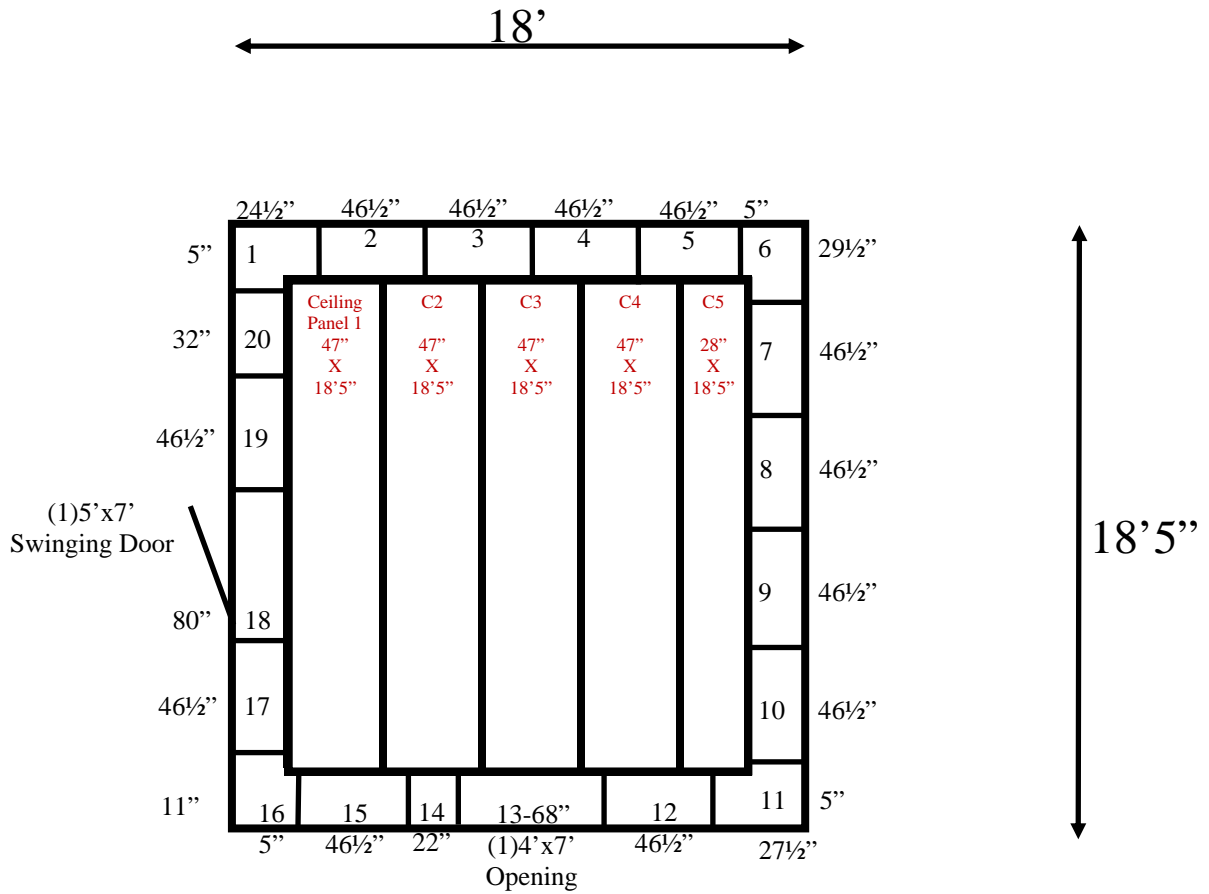 18’
24½” 46½” 46½” 46½” 46½” 5”
5” 1 2 3 4 5 6 29½”
Ceiling
Panel 1
47”
X
18’5”
C2
47”
X
18’5”
C3
47”
X
18’5”
C4
47”
X
18’5”
C5
28”
X
18’5”
32” 20 7 46½”
46½” 19 8 46½”
(1)5’x7’
Swinging Door
18’5”
80” 18 9 46½”
46½” 17 10 46½”
11” 16 15 14 13-68” 12 11 5”
5” 46½” 22” (1)4’x7’ 46½” 27½”
Opening